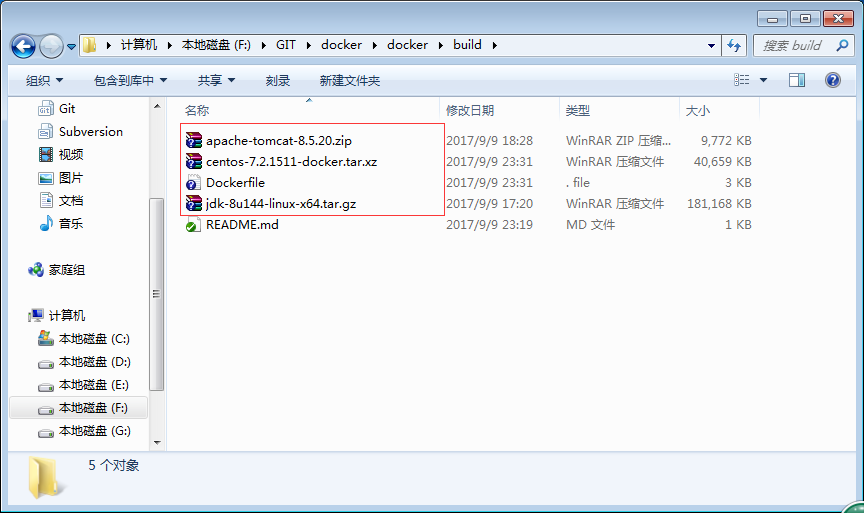 计算机 本地磁盘 (F:) GIT docker docker build
搜索 build
组织 包含到库中 共享 刻录 新建文件夹
名称 修改日期 类型 大小
apache-tomcat-8.5.20.zip 2017/9/9 18:28 WinRAR ZIP 压缩... 9,772 KB
centos-7.2.1511-docker.tar.xz 2017/9/9 23:31 WinRAR 压缩文件 40,659 KB
Dockerfile 2017/9/9 23:31 . file 3 KB
jdk-8u144-linux-x64.tar.gz 2017/9/9 17:20 WinRAR 压缩文件 181,168 KB
README.md 2017/9/9 23:19 MD 文件 1 KB
Git
Subversion
视频
图片
文档
音乐
家庭组
计算机
本地磁盘 (C:)
本地磁盘 (D:)
本地磁盘 (E:)
本地磁盘 (F:)
本地磁盘 (G:)
5 个对象